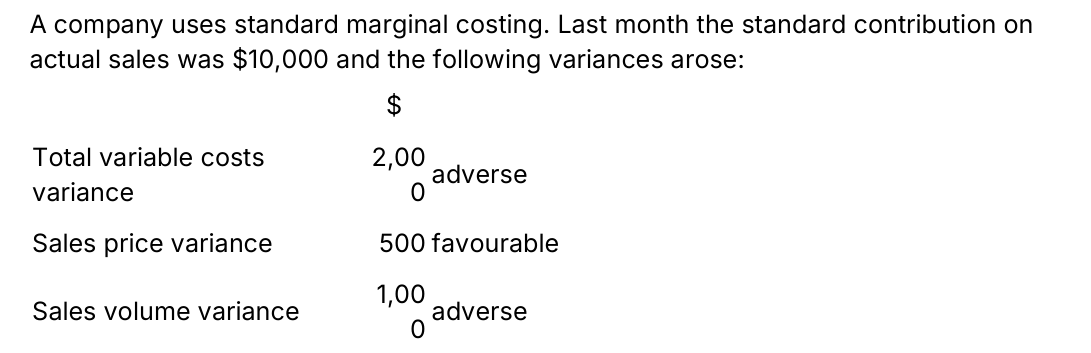 A company uses standard marginal costing. Last month the standard contribution on
actual sales was $10,000 and the following variances arose:
$
Total variable costs
variance
2,00
0
adverse
Sales price variance 500 favourable
Sales volume variance
1,00
0
adverse